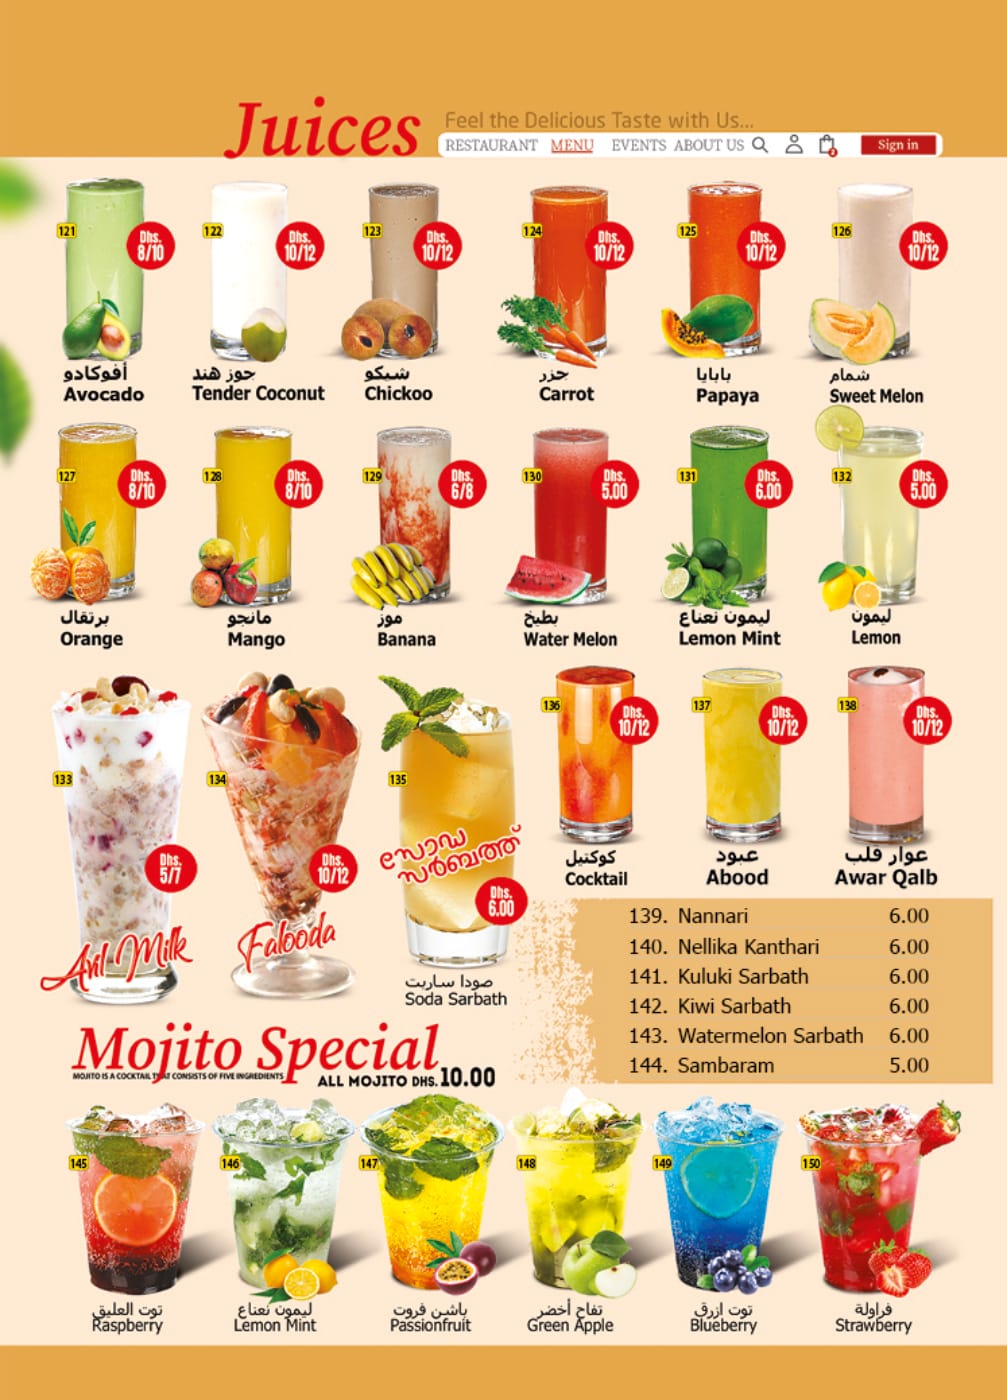 Juices
Feel the Delicious Taste with Us...
RESTAURANT MENU EVENTS ABOUT US
2
Sign in
121
Dhs.
8/10
أفوكادو
Avocado
122
Dhs.
10/12
جوز هند
Tender Coconut
123
Dhs.
10/12
شيكو
Chickoo
124
Dhs.
10/12
جزر
Carrot
125
Dhs.
10/12
بابايا
Papaya
126
Dhs.
10/12
شمام
Sweet Melon
127
Dhs.
8/10
برتقال
Orange
128
Dhs.
8/10
مانجو
Mango
129
Dhs.
6/8
موز
Banana
130
Dhs.
5.00
بطيخ
Water Melon
131
Dhs.
6.00
ليمون نعناع
Lemon Mint
132
Dhs.
5.00
ليمون
Lemon
133
Dhs.
5/7
Avil Milk
134
Dhs.
10/12
Falooda
135
സോഡ
സർബത്ത്
Dhs.
6.00
صودا ساربت
Soda Sarbath
136
Dhs.
10/12
كوكتيل
Cocktail
137
Dhs.
10/12
عبود
Abood
138
Dhs.
10/12
عوار قلب
Awar Qalb
139. Nannari 6.00
140. Nellika Kanthari 6.00
141. Kuluki Sarbath 6.00
142. Kiwi Sarbath 6.00
143. Watermelon Sarbath 6.00
144. Sambaram 5.00
Mojito Special
MOJITO IS A COCKTAIL THAT CONSISTS OF FIVE INGREDIENTS
ALL MOJITO DHS. 10.00
145
توت العليق
Raspberry
146
ليمون نعناع
Lemon Mint
147
باشن فروت
Passionfruit
148
تفاح أخضر
Green Apple
149
توت ازرق
Blueberry
150
فراولة
Strawberry